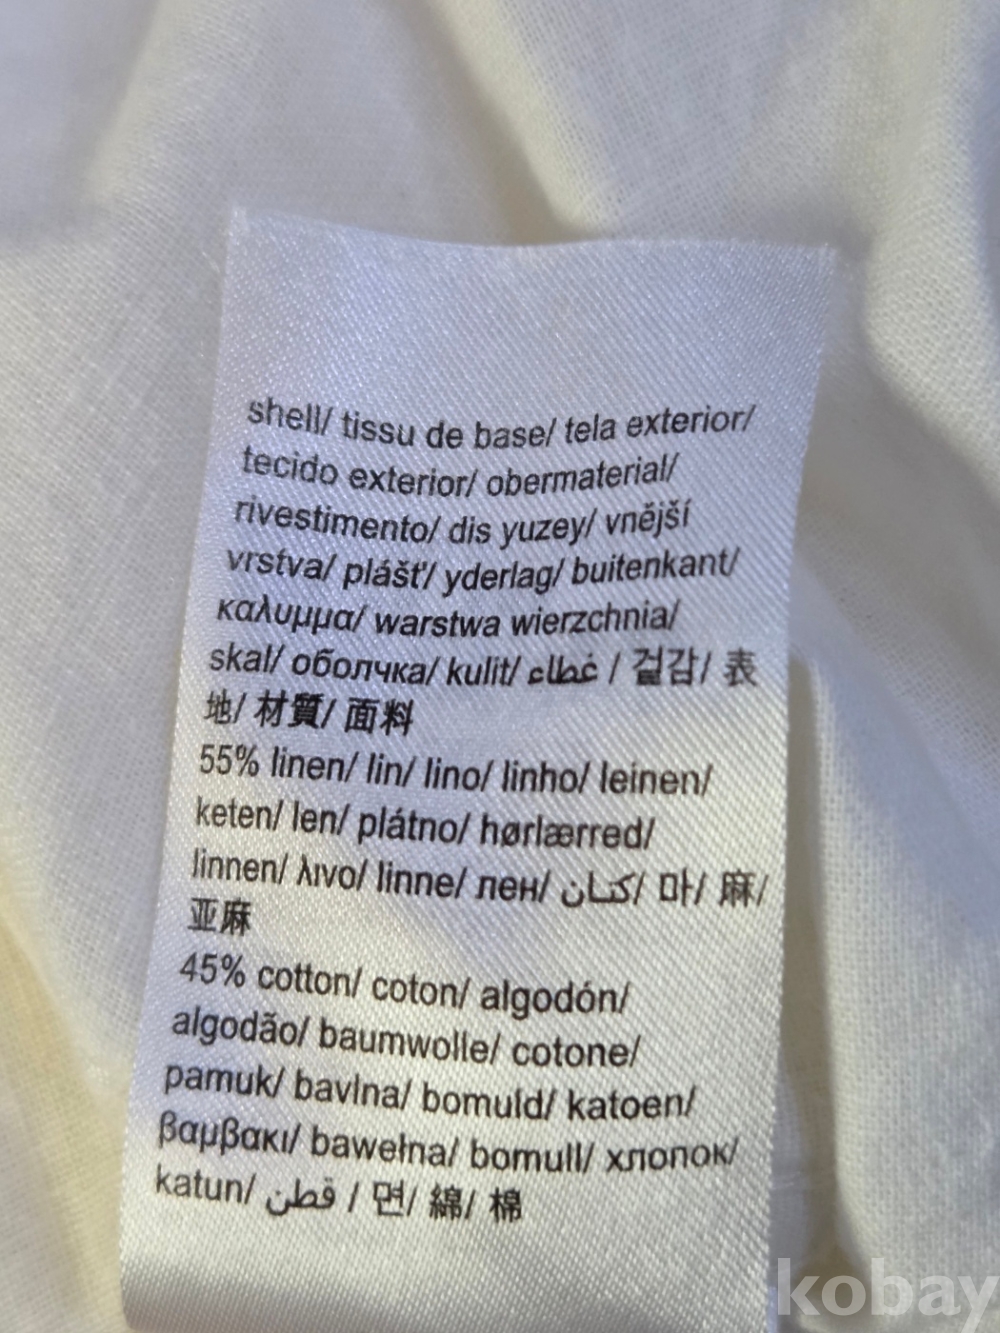 shell/ tissu de base/ tela exterior/
tecido exterior/ obermaterial/
rivestimento/ dis yuzey/ vnější
vrstva/ plášť/ yderlag/ buitenkant/
καλυμμα/ warstwa wierzchnia/
skal/ оболчка/ kulit/ غطاء / 겉감/ 表
地/ 材質/ 面料
55% linen/ lin/ lino/ linho/ leinen/
keten/ len/ plátno/ hørlærred/
linnen/ λινο/ linne/ лен/ كتان/ 마/ 麻/
亚麻
45% cotton/ coton/ algodón/
algodão/ baumwolle/ cotone/
pamuk/ bavlna/ bomuld/ katoen/
βαμβακι/ bawełna/ bomull/ хлопок/
katun/ قطن / 면/ 綿/ 棉
kobay